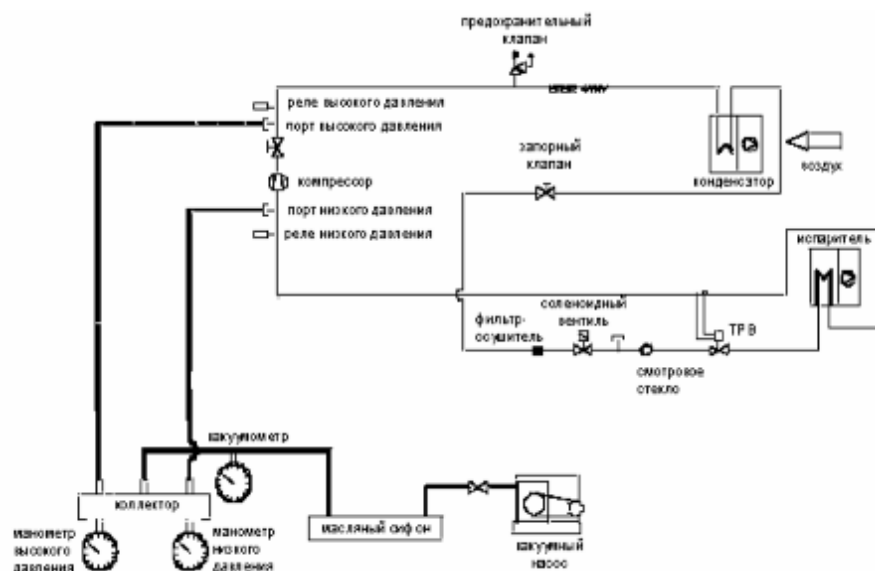 предохранительный
клапан
реле высокого давления
порт высокого давления
запорный
клапан
воздух
конденсатор
компрессор
порт низкого давления
реле низкого давления
испаритель
соленоидный
вентиль
фильтр-
осушитель
ТРВ
смотровое
стекло
вакуумометр
коллектор
масляный сифон
манометр
высокого
давления
манометр
низкого
давления
вакуумный
насос